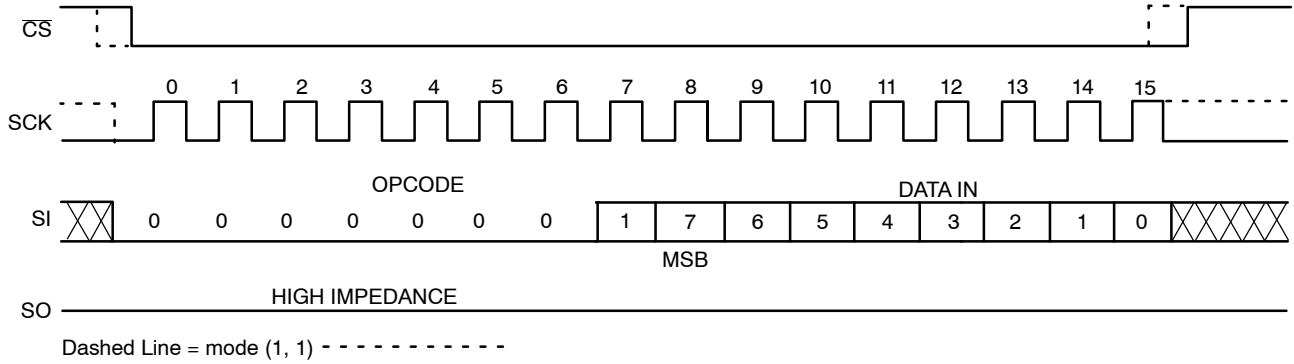 CS
0 1 2 3 4 5 6 7 8 9 10 11 12 13 14 15
SCK
OPCODE DATA IN
SI 0 0 0 0 0 0 0 1 7 6 5 4 3 2 1 0
MSB
HIGH IMPEDANCE
SO
Dashed Line = mode (1, 1)